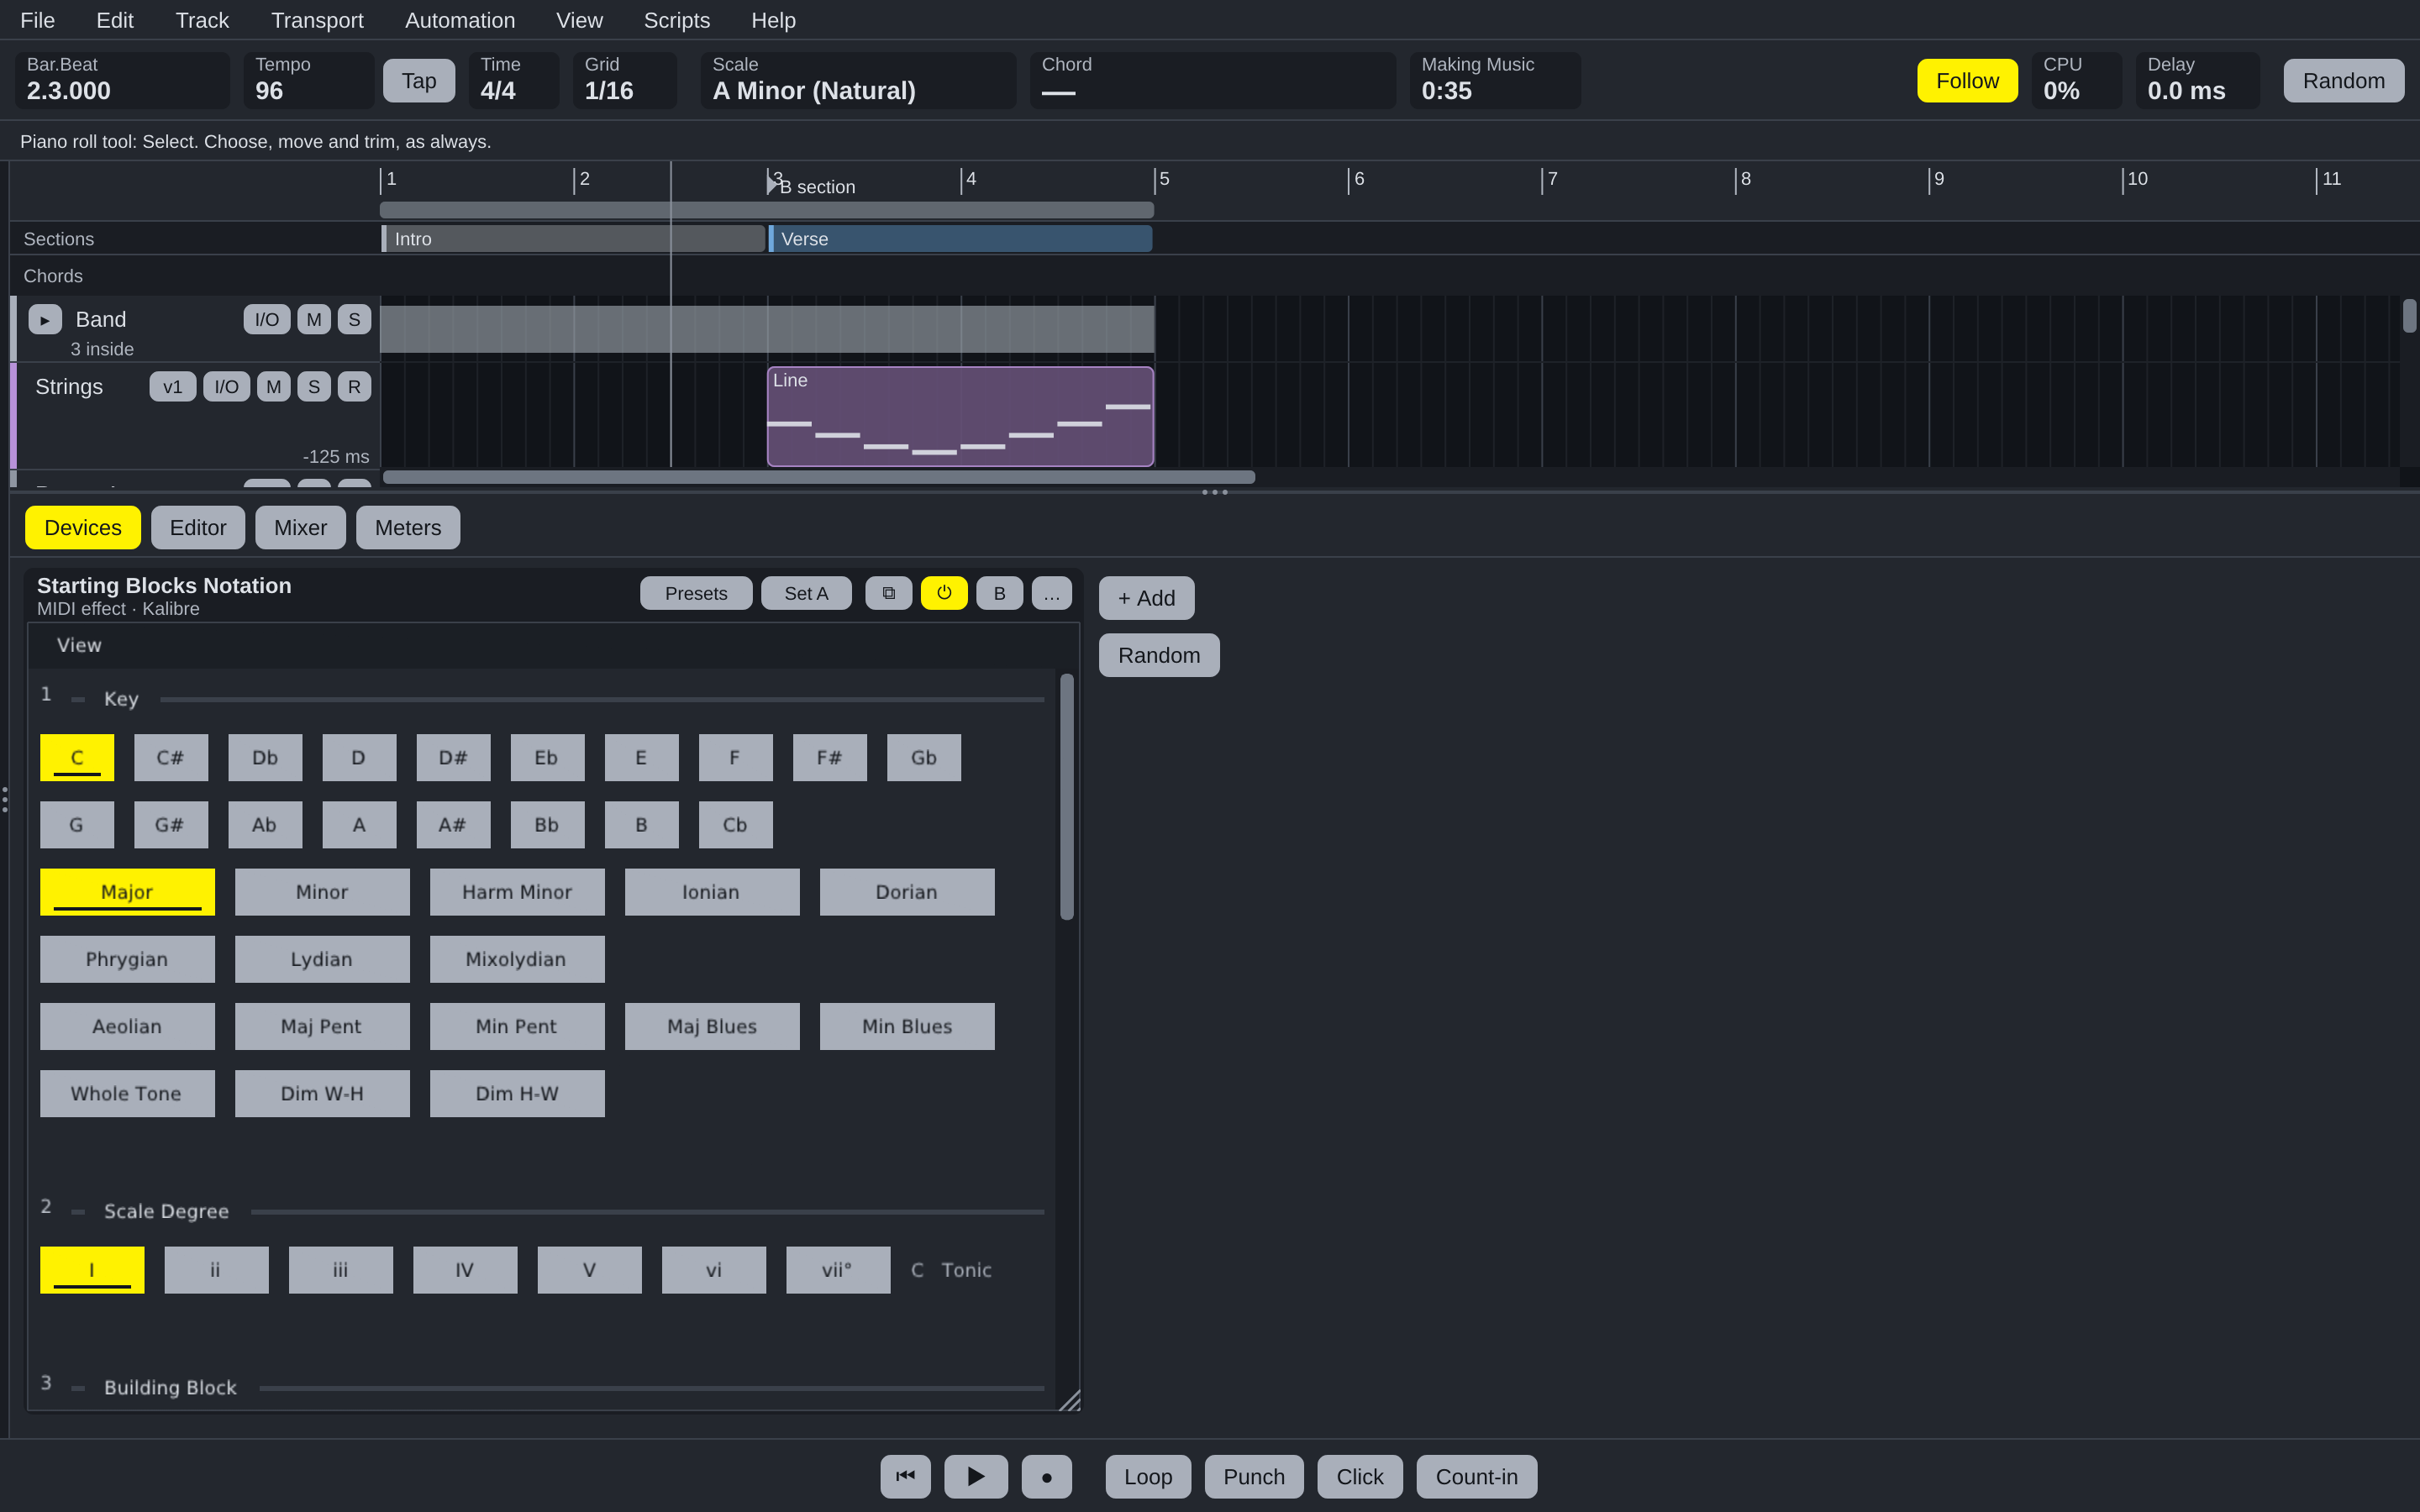 File Edit Track Transport Automation View Scripts Help
Bar.Beat Tempo Time Grid Scale Chord Making Music CPU Delay
2.3.000 96 Tap 4/4 1/16 A Minor (Natural) — 0:35 Follow 0% 0.0 ms Random
Piano roll tool: Select. Choose, move and trim, as always.
1 2 3 4 5 6 7 8 9 10 11
B section
Sections Intro Verse
Chords
Band I/O M S
3 inside
Strings v1 I/O M S R
Line
-125 ms
Devices Editor Mixer Meters
Starting Blocks Notation Presets Set A B ...
MIDI effect · Kalibre
+ Add
Random
View
1 Key
C C# Db D D# Eb E F F# Gb
G G# Ab A A# Bb B Cb
Major Minor Harm Minor Ionian Dorian
Phrygian Lydian Mixolydian
Aeolian Maj Pent Min Pent Maj Blues Min Blues
Whole Tone Dim W-H Dim H-W
2 Scale Degree
I ii iii IV V vi vii° C Tonic
3 Building Block
Loop Punch Click Count-in